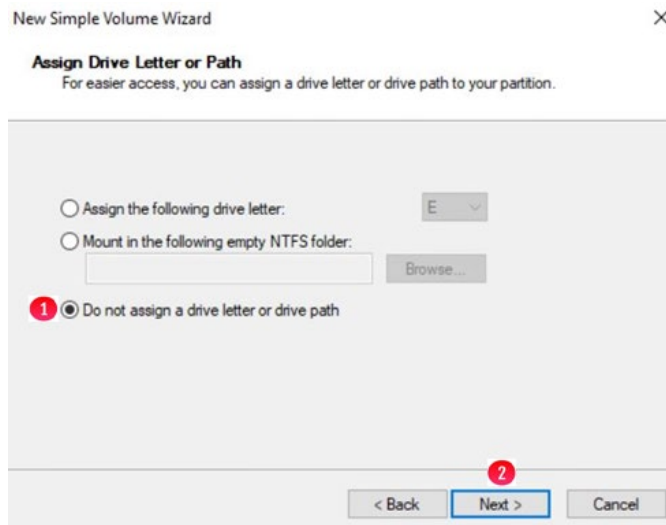 New Simple Volume Wizard
Assign Drive Letter or Path
For easier access, you can assign a drive letter or drive path to your partition.
Assign the following drive letter: E
Mount in the following empty NTFS folder:
Browse...
1 Do not assign a drive letter or drive path
2
< Back Next > Cancel